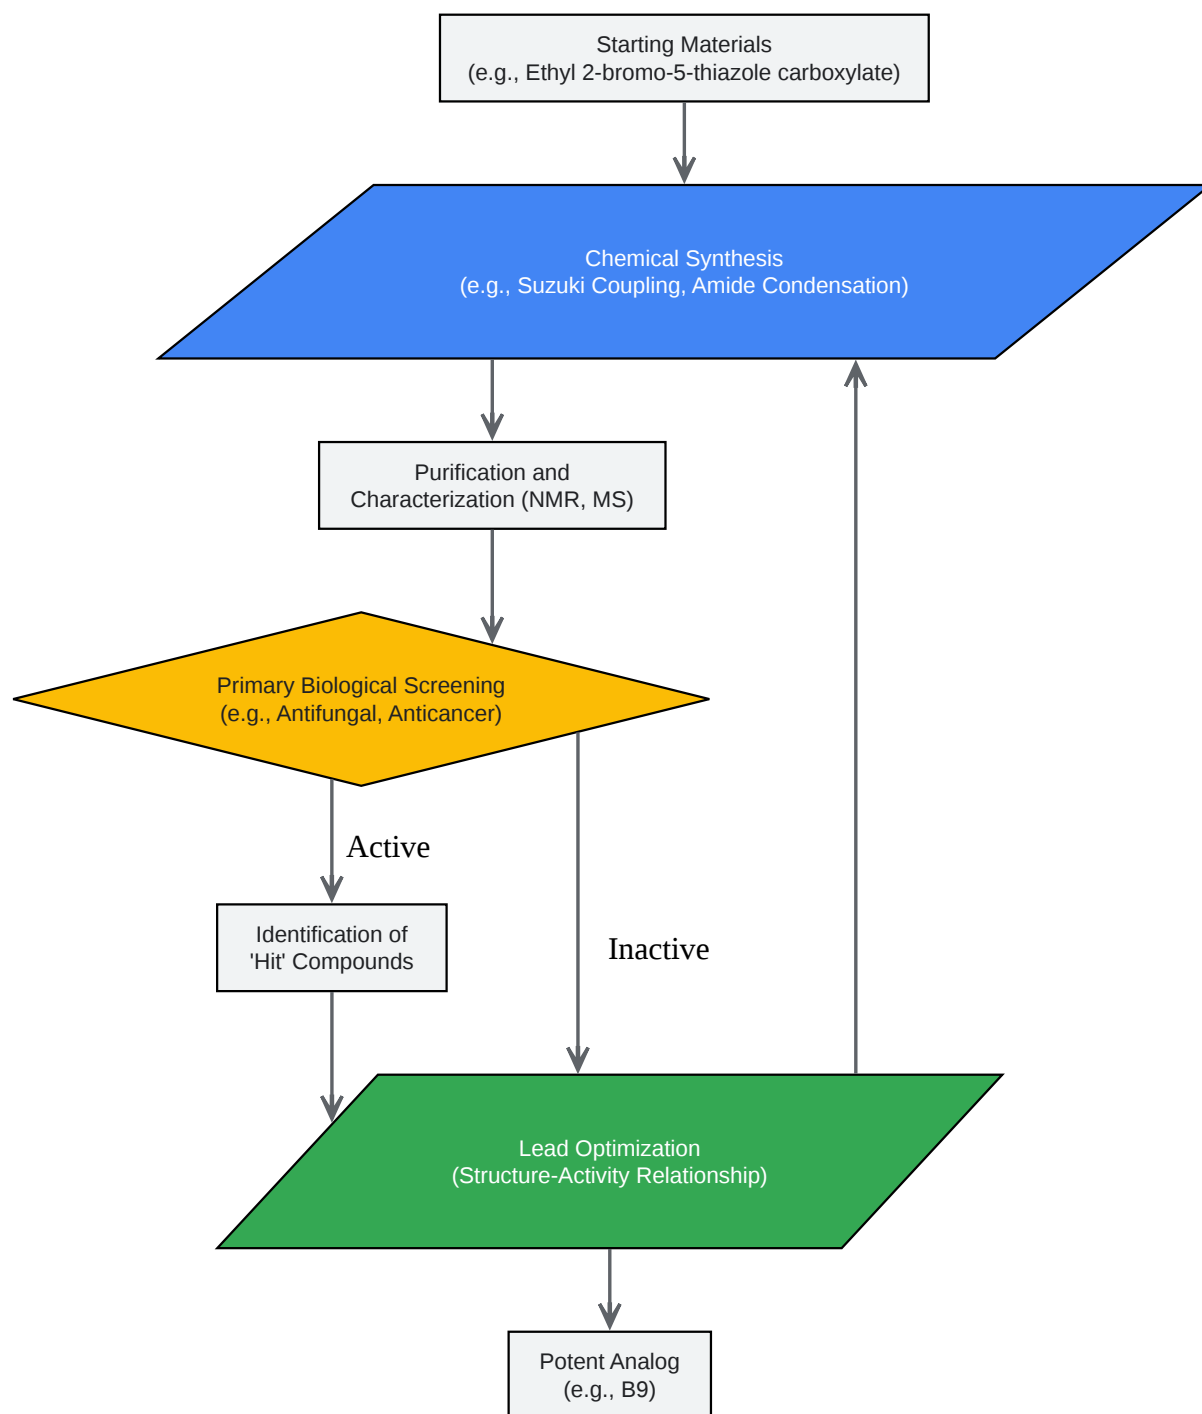 Starting Materials
(e.g., Ethyl 2-bromo-5-thiazole carboxylate)
Chemical Synthesis
(e.g., Suzuki Coupling, Amide Condensation)
Purification and
Characterization (NMR, MS)
Primary Biological Screening
(e.g., Antifungal, Anticancer)
Active
Identification of
'Hit' Compounds
Inactive
Lead Optimization
(Structure-Activity Relationship)
Potent Analog
(e.g., B9)